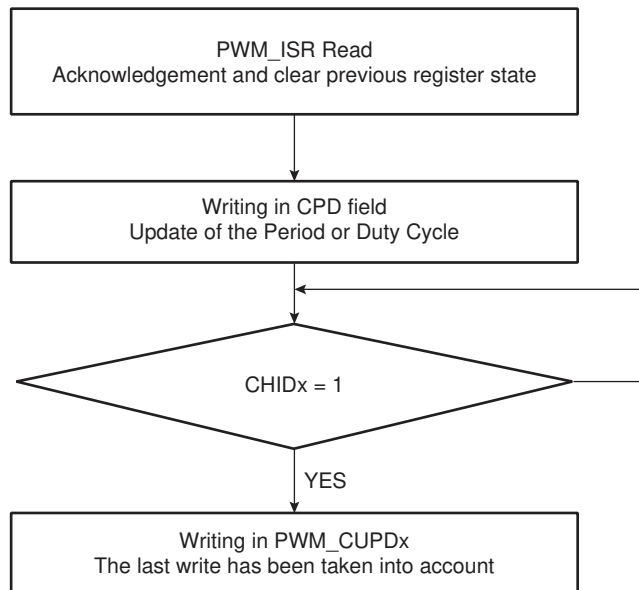 PWM_ISR Read
Acknowledgement and clear previous register state
Writing in CPD field
Update of the Period or Duty Cycle
CHIDx = 1
YES
Writing in PWM_CUPDx
The last write has been taken into account